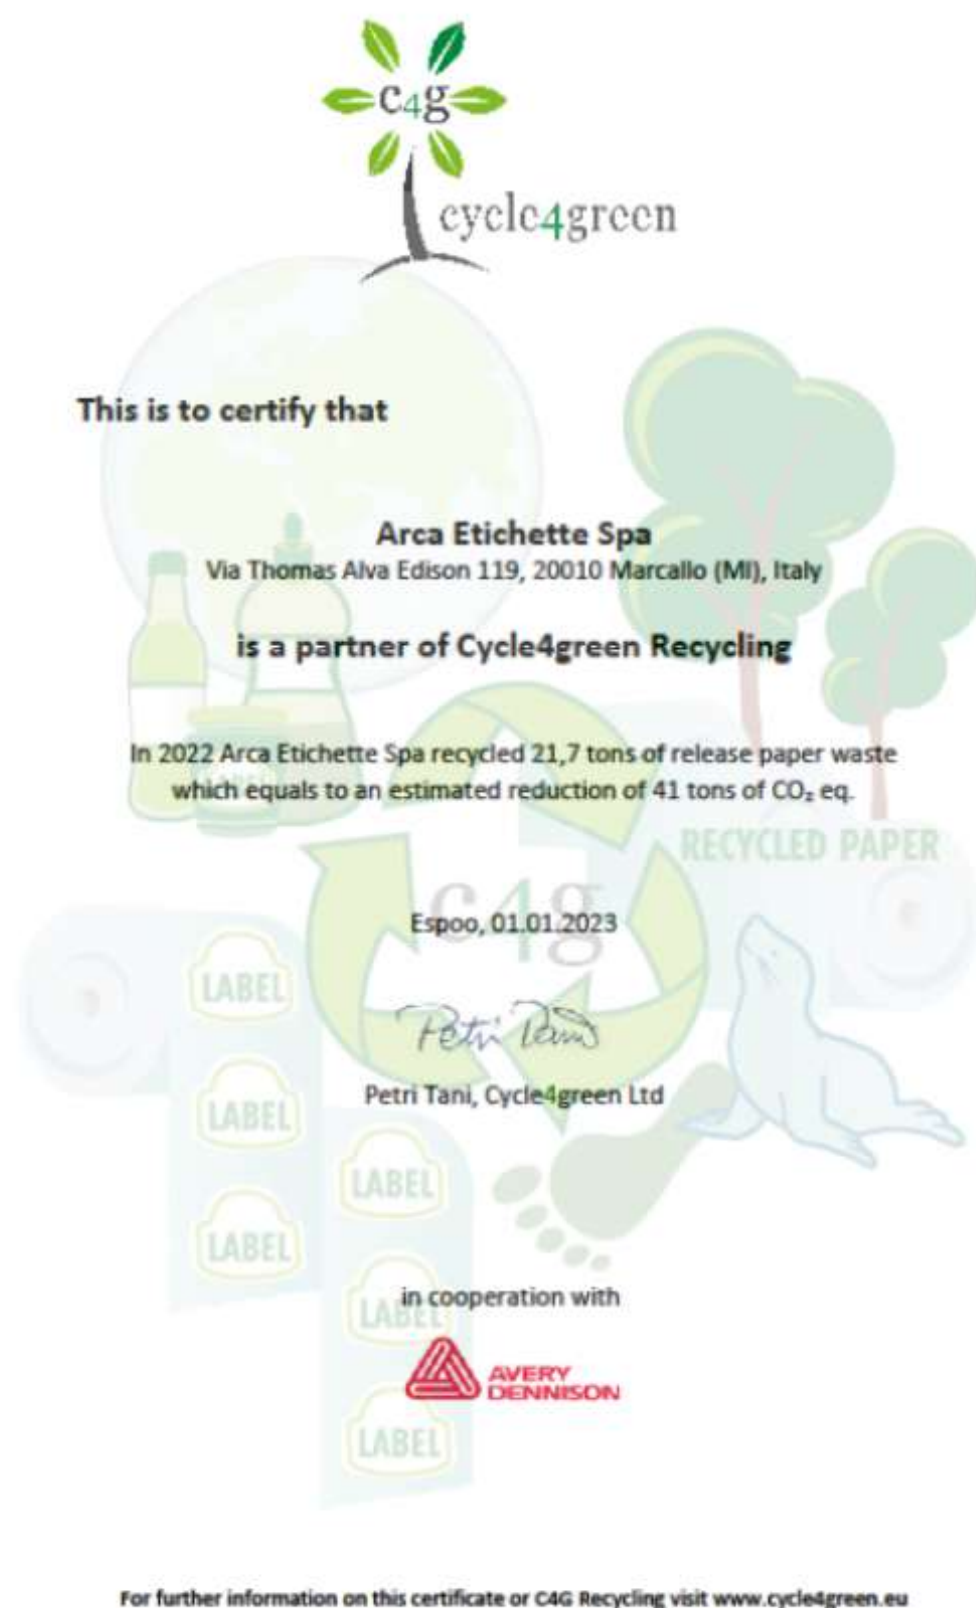 c4g
cycle4green
This is to certify that
Arca Etichette Spa
Via Thomas Alva Edison 119, 20010 Marcallo (MI), Italy
is a partner of Cycle4green Recycling
In 2022 Arca Etichette Spa recycled 21,7 tons of release paper waste
which equals to an estimated reduction of 41 tons of CO₂ eq.
RECYCLED PAPER
c4g
Espoo, 01.01.2023
LABEL
Petri Tani
Petri Tani, Cycle4green Ltd
LABEL
LABEL
LABEL
in cooperation with
LABEL
AVERY
DENNISON
LABEL
For further information on this certificate or C4G Recycling visit www.cycle4green.eu